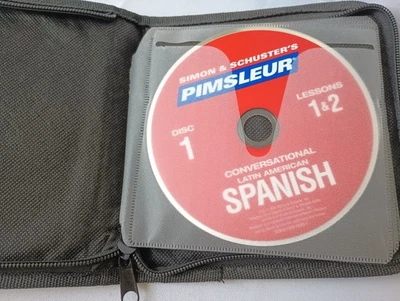 SIMON & SCHUSTER'S
PIMSLEUR
DISC
1
LESSONS
1&2
CONVERSATIONAL
LATIN AMERICAN
SPANISH